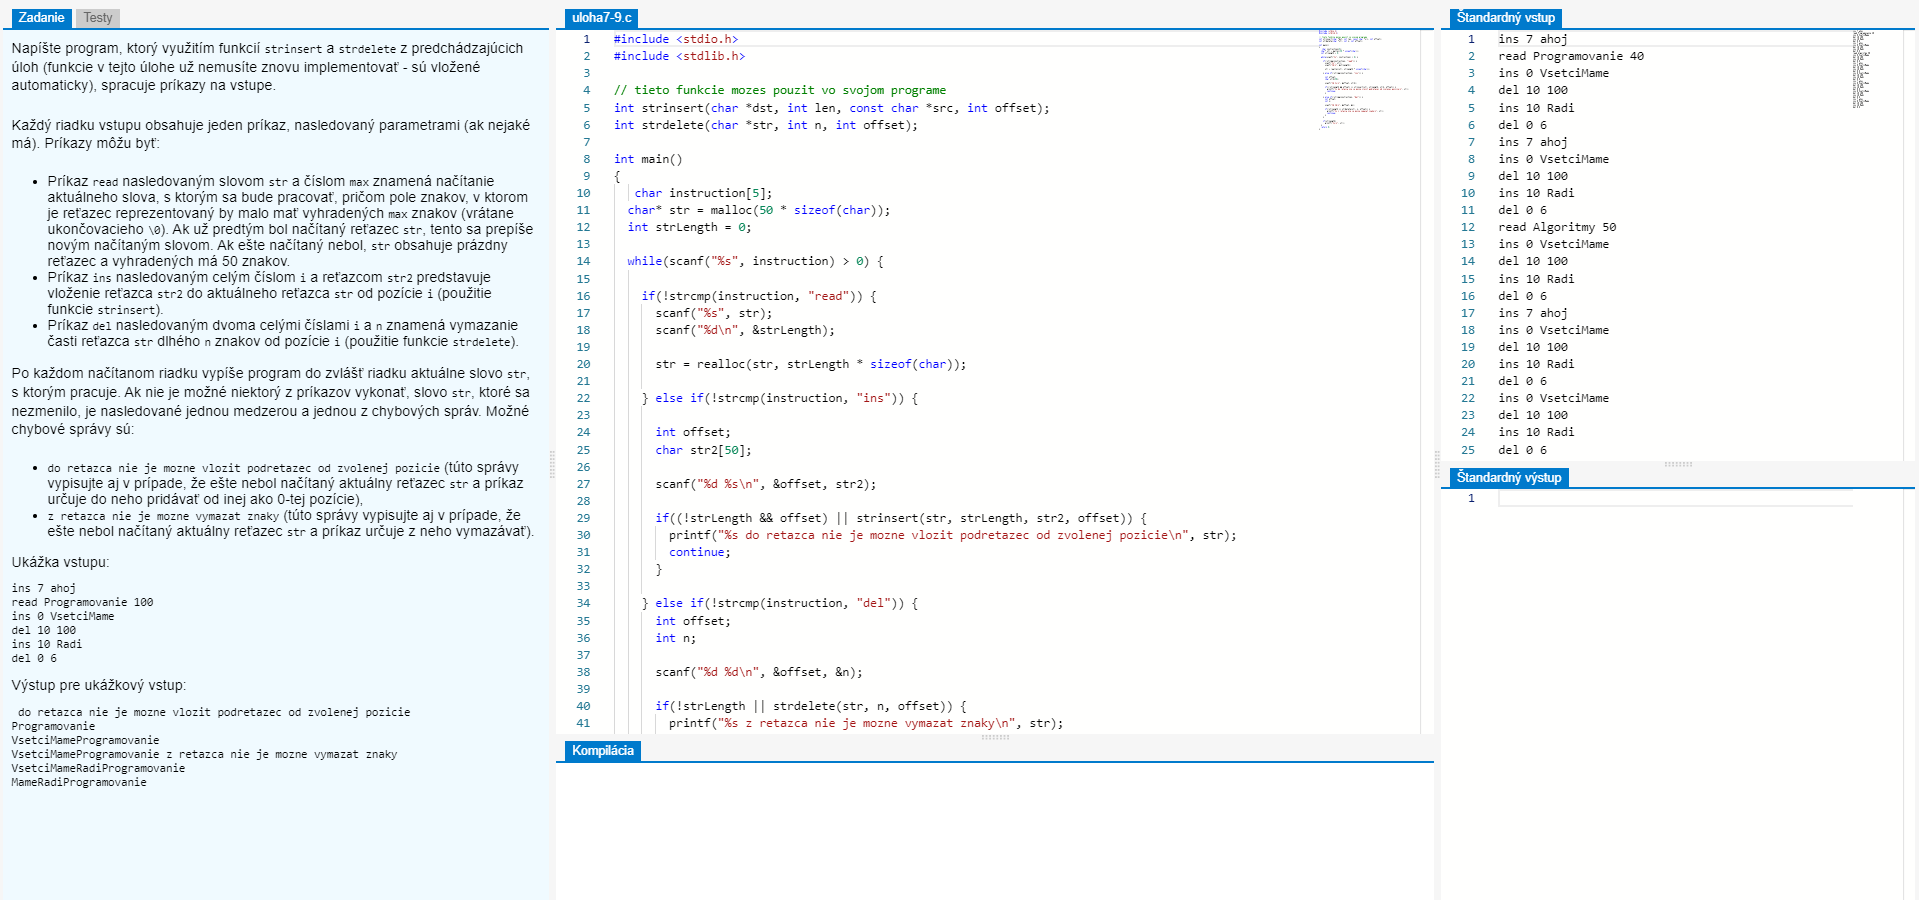 Zadanie Testy
Napíšte program, ktorý využitím funkcií strinsert a strdelete z predchádzajúcich
úloh (funkcie v tejto úlohe už nemusíte znovu implementovať - sú vložené
automaticky), spracuje príkazy na vstupe.
Každý riadku vstupu obsahuje jeden príkaz, nasledovaný parametrami (ak nejaké
má). Príkazy môžu byť:
• Príkaz read nasledovaným slovom str a číslom max znamená načítanie
aktuálneho slova, s ktorým sa bude pracovať, pričom pole znakov, v ktorom
je reťazec reprezentovaný by malo mať vyhradených max znakov (vrátane
ukončovacieho \0). Ak už predtým bol načítaný reťazec str, tento sa prepíše
novým načítaným slovom. Ak ešte načítaný nebol, str obsahuje prázdny
reťazec a vyhradených má 50 znakov.
• Príkaz ins nasledovaným celým číslom i a reťazcom str2 predstavuje
vloženie reťazca str2 do aktuálneho reťazca str od pozície i (použitie
funkcie strinsert).
• Príkaz del nasledovaným dvoma celými číslami i a n znamená vymazanie
časti reťazca str dlhého n znakov od pozície i (použitie funkcie strdelete).
Po každom načítanom riadku vypíše program do zvlášť riadku aktuálne slovo str,
s ktorým pracuje. Ak nie je možné niektorý z príkazov vykonať, slovo str, ktoré sa
nezmenilo, je nasledované jednou medzerou a jednou z chybových správ. Možné
chybové správy sú:
• do retazca nie je mozne vlozit podretazec od zvolenej pozicie (túto správy
vypisujte aj v prípade, že ešte nebol načítaný aktuálny reťazec str a príkaz
určuje do neho pridávať od inej ako 0-tej pozície),
• z retazca nie je mozne vymazat znaky (túto správy vypisujte aj v prípade, že
ešte nebol načítaný aktuálny reťazec str a príkaz určuje z neho vymazávať).
Ukážka vstupu:
ins 7 ahoj
read Programovanie 100
ins 0 VsetciMame
del 10 100
ins 10 Radi
del 0 6
Výstup pre ukážkový vstup:
 do retazca nie je mozne vlozit podretazec od zvolenej pozicie
Programovanie
VsetciMameProgramovanie
VsetciMameProgramovanie z retazca nie je mozne vymazat znaky
VsetciMameRadiProgramovanie
MameRadiProgramovanie
uloha7-9.c
1 #include <stdio.h>
2 #include <stdlib.h>
3
4 // tieto funkcie mozes pouzit vo svojom programe
5 int strinsert(char *dst, int len, const char *src, int offset);
6 int strdelete(char *str, int n, int offset);
7
8 int main()
9 {
10 char instruction[5];
11 char* str = malloc(50 * sizeof(char));
12 int strLength = 0;
13
14 while(scanf("%s", instruction) > 0) {
15
16 if(!strcmp(instruction, "read")) {
17 scanf("%s", str);
18 scanf("%d\n", &strLength);
19
20 str = realloc(str, strLength * sizeof(char));
21
22 } else if(!strcmp(instruction, "ins")) {
23
24 int offset;
25 char str2[50];
26
27 scanf("%d %s\n", &offset, str2);
28
29 if((!strLength && offset) || strinsert(str, strLength, str2, offset)) {
30 printf("%s do retazca nie je mozne vlozit podretazec od zvolenej pozicie\n", str);
31 continue;
32 }
33
34 } else if(!strcmp(instruction, "del")) {
35 int offset;
36 int n;
37
38 scanf("%d %d\n", &offset, &n);
39
40 if(!strLength || strdelete(str, n, offset)) {
41 printf("%s z retazca nie je mozne vymazat znaky\n", str);
Kompilácia
Štandardný vstup
1 ins 7 ahoj
2 read Programovanie 40
3 ins 0 VsetciMame
4 del 10 100
5 ins 10 Radi
6 del 0 6
7 ins 7 ahoj
8 ins 0 VsetciMame
9 del 10 100
10 ins 10 Radi
11 del 0 6
12 read Algoritmy 50
13 ins 0 VsetciMame
14 del 10 100
15 ins 10 Radi
16 del 0 6
17 ins 7 ahoj
18 ins 0 VsetciMame
19 del 10 100
20 ins 10 Radi
21 del 0 6
22 ins 0 VsetciMame
23 del 10 100
24 ins 10 Radi
25 del 0 6
Štandardný výstup
1